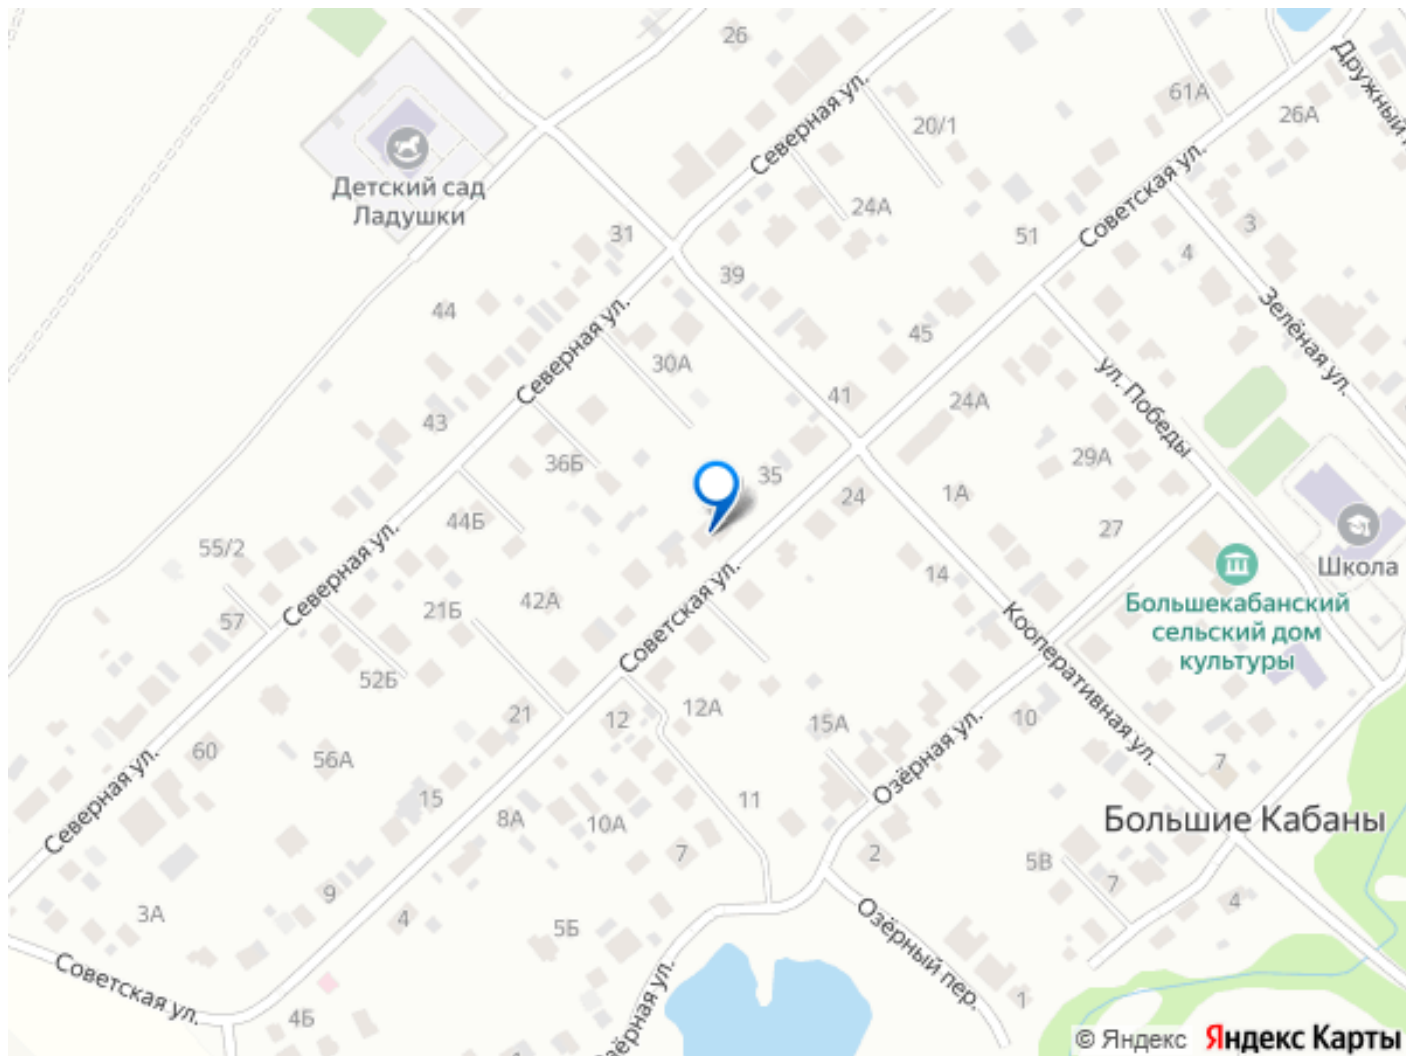 26
Дружный
61А
26А
Северная ул.
20/1
Детский сад
Ладушки
24А
Советская ул.
31
51
3
4
39
44
Северная ул.
Зелёная ул.
45
30А
ул. Победы
41
24А
43
36Б
35
29А
24
1А
44Б
27
Школа
55/2
Северная ул.
14
Большекабанский
сельский дом
культуры
42А
21Б
57
Советская ул.
Кооперативная ул.
52Б
21
12
12А
15А
10
Озёрная ул.
60
56А
7
Северная ул.
15
11
8А
10А
Большие Кабаны
7
2
5В
7
9
4
3А
4
5Б
Озёрный пер.
Советская ул.
4Б
Озёрная ул.
1
© Яндекс Яндекс Карты